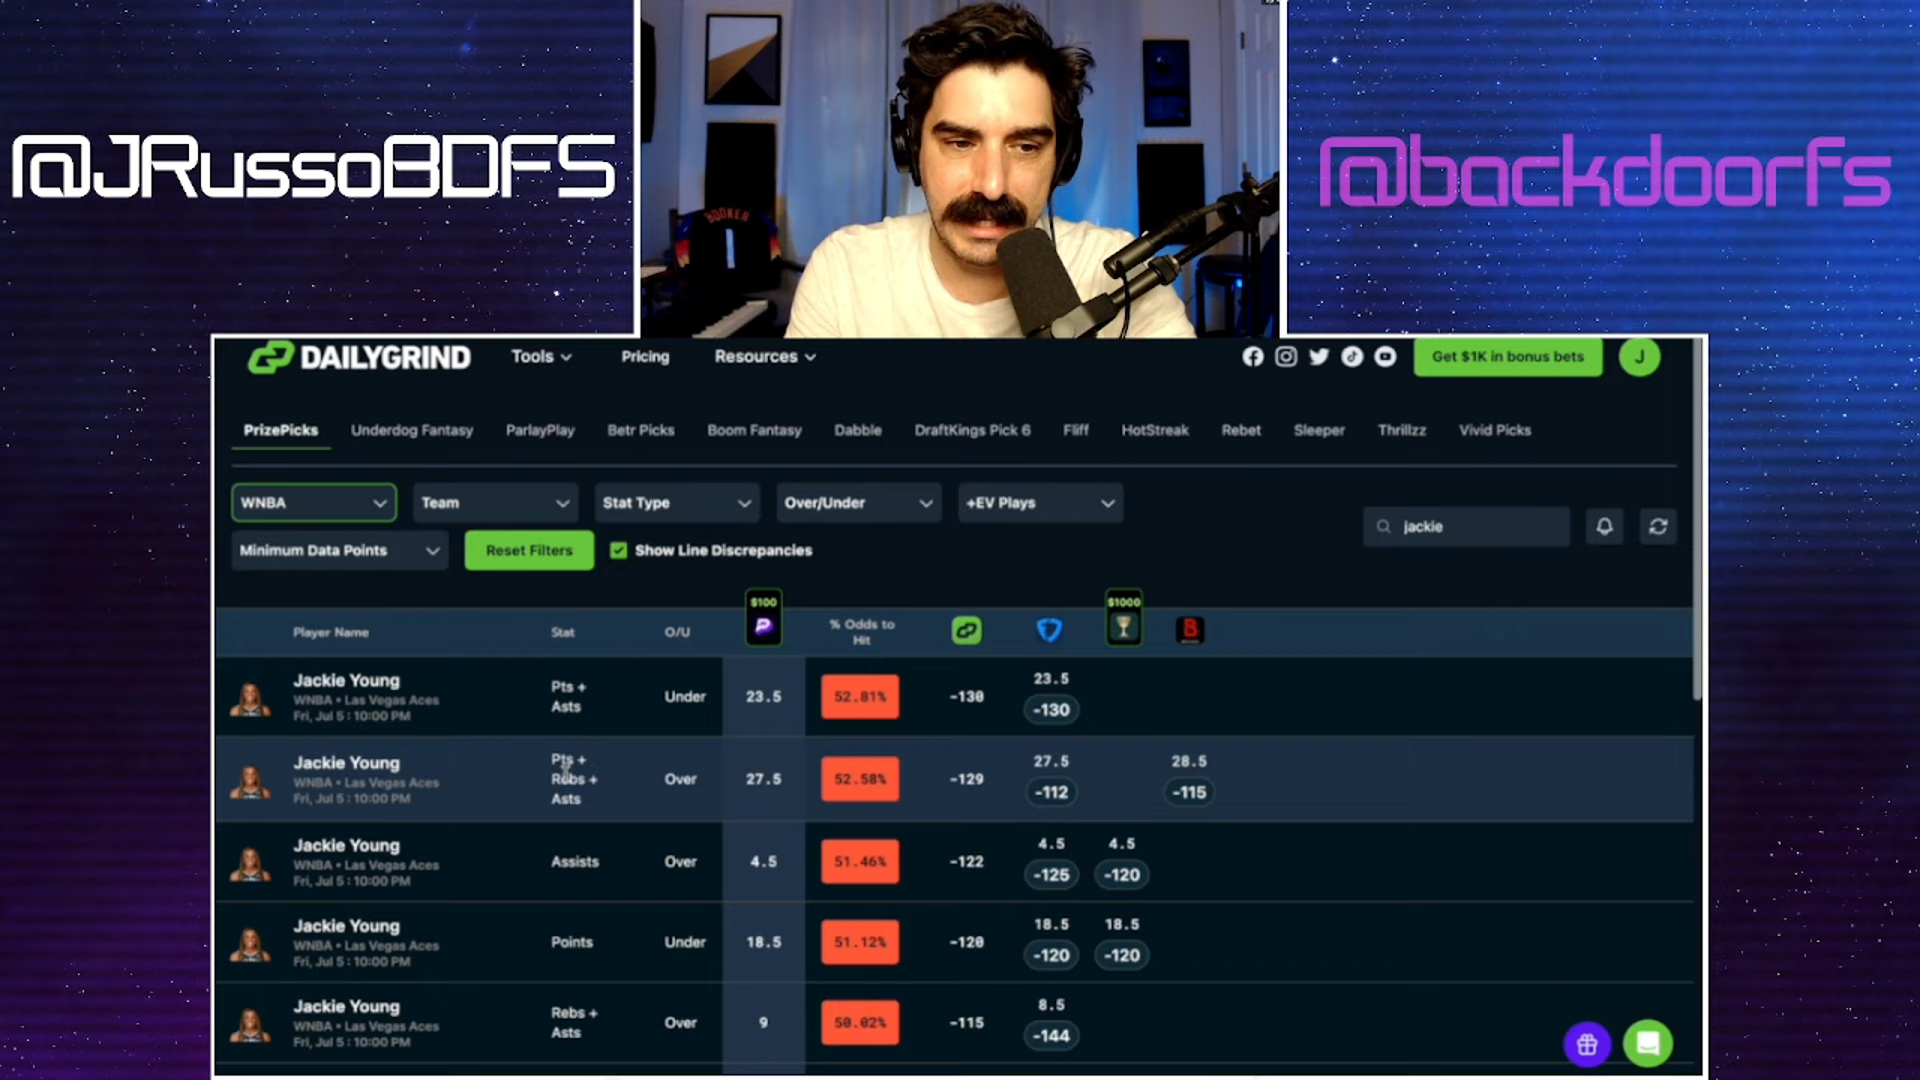 @JRussoBDFS
BOOKER
@backdoorfs
DAILYGRIND
Tools
Pricing
Resources
Get $1K in bonus bets
J
PrizePicks
Underdog Fantasy
ParlayPlay
Betr Picks
Boom Fantasy
Dabble
DraftKings Pick 6
Fliff
HotStreak
Rebet
Sleeper
Thrillzz
Vivid Picks
WNBA
Team
Stat Type
Over/Under
+EV Plays
jackie
Minimum Data Points
Reset Filters
Show Line Discrepancies
$100
$1000
Player Name
Stat
O/U
% Odds to
Hit
B
Jackie Young
WNBA • Las Vegas Aces
Fri, Jul 5 : 10:00 PM
Pts +
Asts
Under
23.5
52.81%
-130
23.5
-130
Jackie Young
WNBA • Las Vegas Aces
Fri, Jul 5 : 10:00 PM
Pts +
Rebs +
Asts
Over
27.5
52.58%
-129
27.5
-112
28.5
-115
Jackie Young
WNBA • Las Vegas Aces
Fri, Jul 5 : 10:00 PM
Assists
Over
4.5
51.46%
-122
4.5
-125
4.5
-120
Jackie Young
WNBA • Las Vegas Aces
Fri, Jul 5 : 10:00 PM
Points
Under
18.5
51.12%
-120
18.5
-120
18.5
-120
Jackie Young
WNBA • Las Vegas Aces
Fri, Jul 5 : 10:00 PM
Rebs +
Asts
Over
9
50.02%
-115
8.5
-144